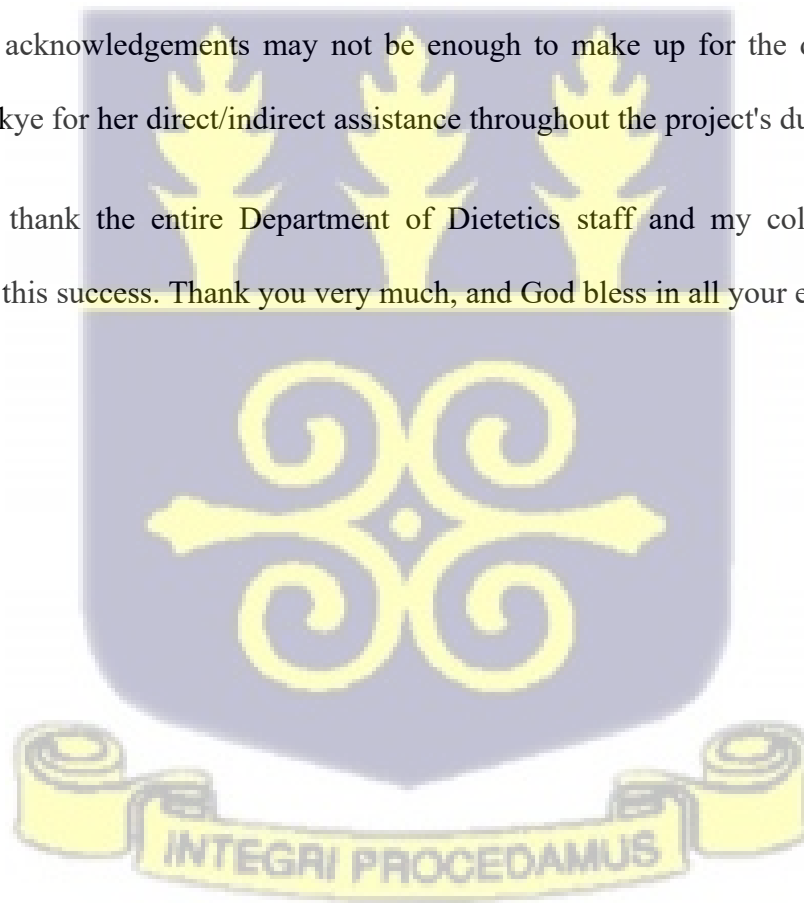 acknowledgements may not be enough to make up for the
kye for her direct/indirect assistance throughout the project's du
thank the entire Department of Dietetics staff and my col
this success. Thank you very much, and God bless in all your e
INTEGRI PROCEDAMUS